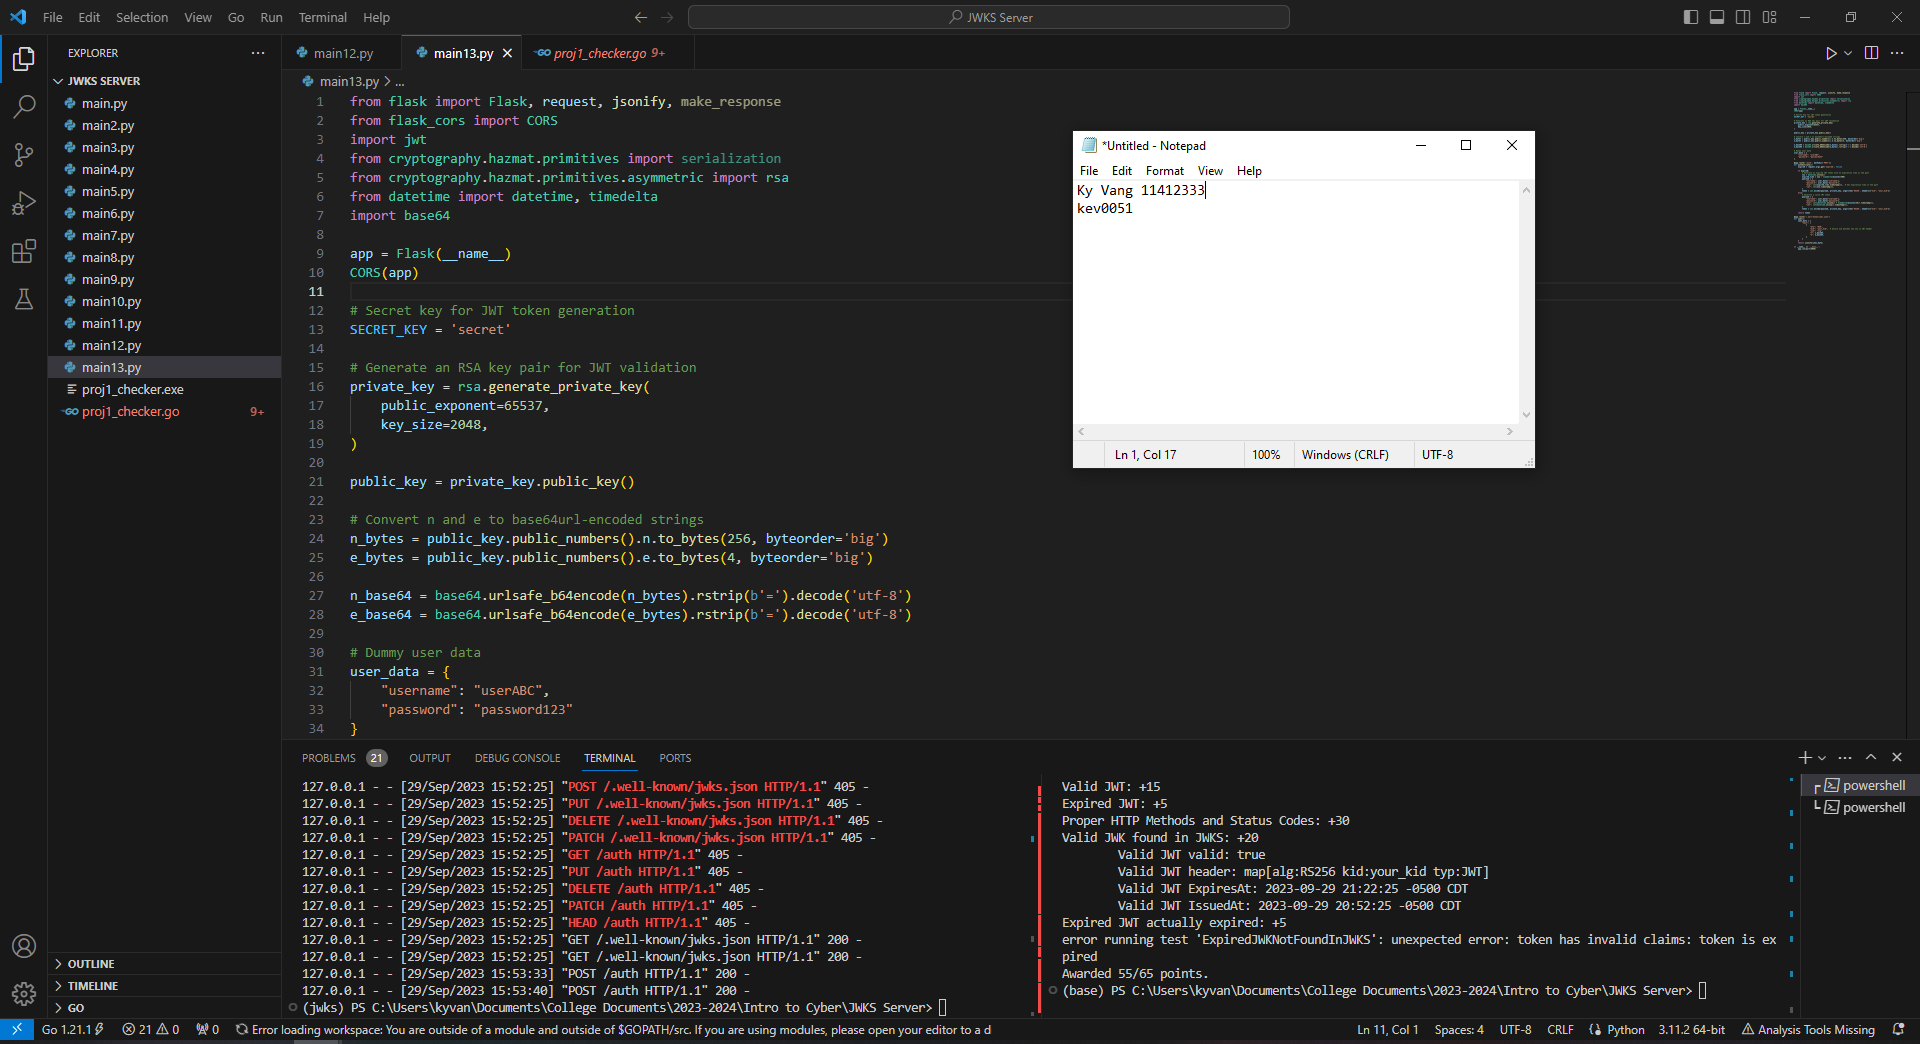 File Edit Selection View Go Run Terminal Help
JWKS Server
EXPLORER
JWKS SERVER
main.py
main2.py
main3.py
main4.py
main5.py
main6.py
main7.py
main8.py
main9.py
main10.py
main11.py
main12.py
main13.py
proj1_checker.exe
proj1_checker.go 9+
OUTLINE
TIMELINE
GO
main12.py main13.py proj1_checker.go 9+
main13.py > ...
1 from flask import Flask, request, jsonify, make_response
2 from flask_cors import CORS
3 import jwt
4 from cryptography.hazmat.primitives import serialization
5 from cryptography.hazmat.primitives.asymmetric import rsa
6 from datetime import datetime, timedelta
7 import base64
8
9 app = Flask(__name__)
10 CORS(app)
11
12 # Secret key for JWT token generation
13 SECRET_KEY = 'secret'
14
15 # Generate an RSA key pair for JWT validation
16 private_key = rsa.generate_private_key(
17 public_exponent=65537,
18 key_size=2048,
19 )
20
21 public_key = private_key.public_key()
22
23 # Convert n and e to base64url-encoded strings
24 n_bytes = public_key.public_numbers().n.to_bytes(256, byteorder='big')
25 e_bytes = public_key.public_numbers().e.to_bytes(4, byteorder='big')
26
27 n_base64 = base64.urlsafe_b64encode(n_bytes).rstrip(b'=').decode('utf-8')
28 e_base64 = base64.urlsafe_b64encode(e_bytes).rstrip(b'=').decode('utf-8')
29
30 # Dummy user data
31 user_data = {
32 "username": "userABC",
33 "password": "password123"
34 }
*Untitled - Notepad
File Edit Format View Help
Ky Vang 11412333
kev0051
Ln 1, Col 17 100% Windows (CRLF) UTF-8
PROBLEMS 21 OUTPUT DEBUG CONSOLE TERMINAL PORTS
127.0.0.1 - - [29/Sep/2023 15:52:25] "POST /.well-known/jwks.json HTTP/1.1" 405 -
127.0.0.1 - - [29/Sep/2023 15:52:25] "PUT /.well-known/jwks.json HTTP/1.1" 405 -
127.0.0.1 - - [29/Sep/2023 15:52:25] "DELETE /.well-known/jwks.json HTTP/1.1" 405 -
127.0.0.1 - - [29/Sep/2023 15:52:25] "PATCH /.well-known/jwks.json HTTP/1.1" 405 -
127.0.0.1 - - [29/Sep/2023 15:52:25] "GET /auth HTTP/1.1" 405 -
127.0.0.1 - - [29/Sep/2023 15:52:25] "PUT /auth HTTP/1.1" 405 -
127.0.0.1 - - [29/Sep/2023 15:52:25] "DELETE /auth HTTP/1.1" 405 -
127.0.0.1 - - [29/Sep/2023 15:52:25] "PATCH /auth HTTP/1.1" 405 -
127.0.0.1 - - [29/Sep/2023 15:52:25] "HEAD /auth HTTP/1.1" 405 -
127.0.0.1 - - [29/Sep/2023 15:52:25] "GET /.well-known/jwks.json HTTP/1.1" 200 -
127.0.0.1 - - [29/Sep/2023 15:52:25] "GET /.well-known/jwks.json HTTP/1.1" 200 -
127.0.0.1 - - [29/Sep/2023 15:53:33] "POST /auth HTTP/1.1" 200 -
127.0.0.1 - - [29/Sep/2023 15:53:40] "POST /auth HTTP/1.1" 200 -
(jwks) PS C:\Users\kyvan\Documents\College Documents\2023-2024\Intro to Cyber\JWKS Server>
Valid JWT: +15
Expired JWT: +5
Proper HTTP Methods and Status Codes: +30
Valid JWK found in JWKS: +20
Valid JWT valid: true
Valid JWT header: map[alg:RS256 kid:your_kid typ:JWT]
Valid JWT ExpiresAt: 2023-09-29 21:22:25 -0500 CDT
Valid JWT IssuedAt: 2023-09-29 20:52:25 -0500 CDT
Expired JWT actually expired: +5
error running test 'ExpiredJWKNotFoundInJWKS': unexpected error: token has invalid claims: token is ex
pired
Awarded 55/65 points.
(base) PS C:\Users\kyvan\Documents\College Documents\2023-2024\Intro to Cyber\JWKS Server>
powershell
powershell
Go 1.21.1 21 0 0 Error loading workspace: You are outside of a module and outside of $GOPATH/src. If you are using modules, please open your editor to a d
Ln 11, Col 1 Spaces: 4 UTF-8 CRLF Python 3.11.2 64-bit Analysis Tools Missing